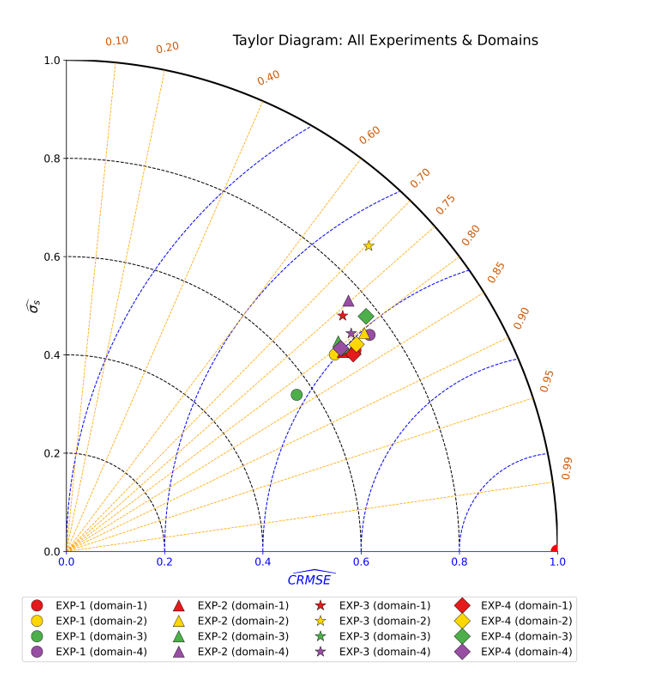 Taylor Diagram: All Experiments & Domains
0.10
0.20
0.40
0.60
0.70
0.75
0.80
0.85
0.90
0.95
0.99
1.0
0.8
0.6
0.4
0.2
0.0
σ̂ₛ
0.0 0.2 0.4 0.6 0.8 1.0
CRMSE
EXP-1 (domain-1) EXP-2 (domain-1) EXP-3 (domain-1) EXP-4 (domain-1)
EXP-1 (domain-2) EXP-2 (domain-2) EXP-3 (domain-2) EXP-4 (domain-2)
EXP-1 (domain-3) EXP-2 (domain-3) EXP-3 (domain-3) EXP-4 (domain-3)
EXP-1 (domain-4) EXP-2 (domain-4) EXP-3 (domain-4) EXP-4 (domain-4)